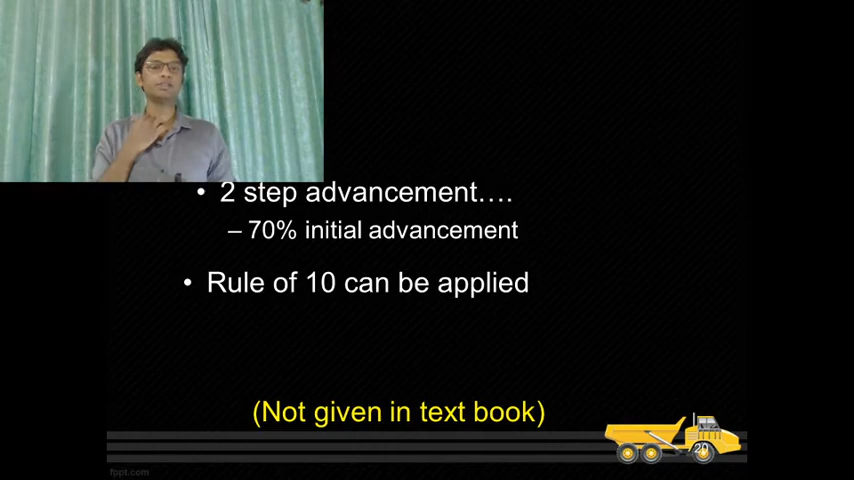 • 2 step advancement….
– 70% initial advancement
• Rule of 10 can be applied
(Not given in text book)
20
fppt.com